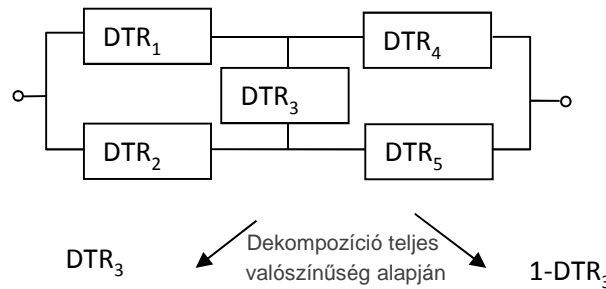 DTR₁
DTR₄
DTR₃
DTR₂
DTR₅
Dekompozíció teljes
valószínűség alapján
DTR₃
1-DTR₃